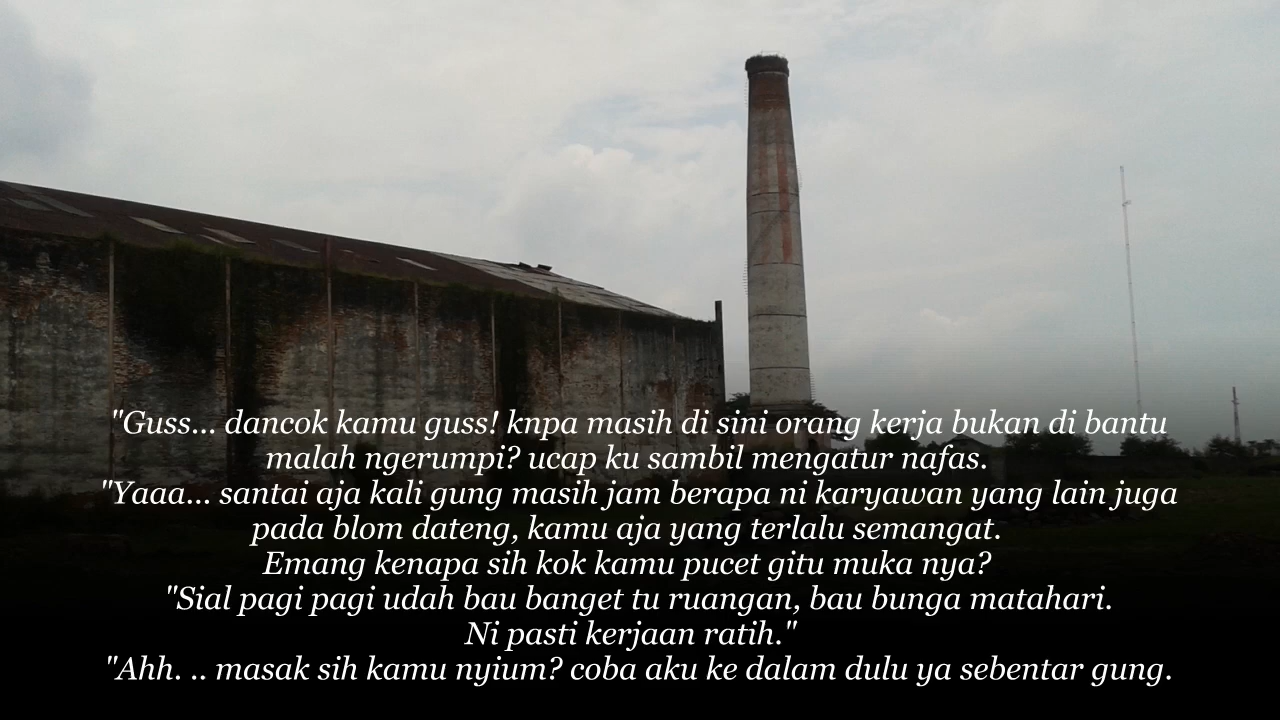 "Guss... dancok kamu guss! knpa masih di sini orang kerja bukan di bantu
malah ngerumpi? ucap ku sambil mengatur nafas.
"Yaaa... santai aja kali gung masih jam berapa ni karyawan yang lain juga
pada blom dateng, kamu aja yang terlalu semangat.
Emang kenapa sih kok kamu pucet gitu muka nya?
"Sial pagi pagi udah bau banget tu ruangan, bau bunga matahari.
Ni pasti kerjaan ratih."
"Ahh. .. masak sih kamu nyium? coba aku ke dalam dulu ya sebentar gung.